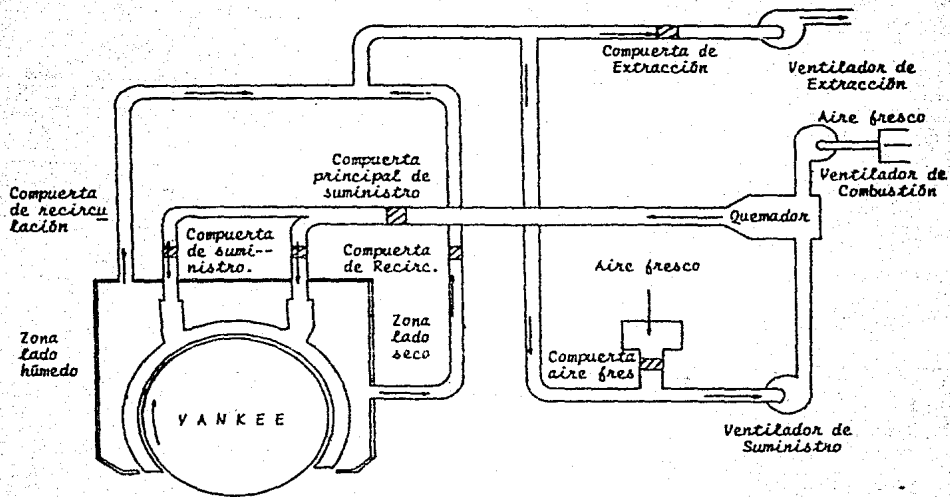 Compuerta de
Extracción
Ventilador de
Extracción
Aire fresco
Ventilador de
Combustión
Compuerta
principal de
suministro
Compuerta
de recircu
lación
Quemador
Compuerta
de sumi--
nistro.
Compuerta
de Recirc.
Aire fresco
Zona
lado
húmedo
Zona
lado
seco
Compuerta
aire fres
YANKEE
Ventilador de
Suministro